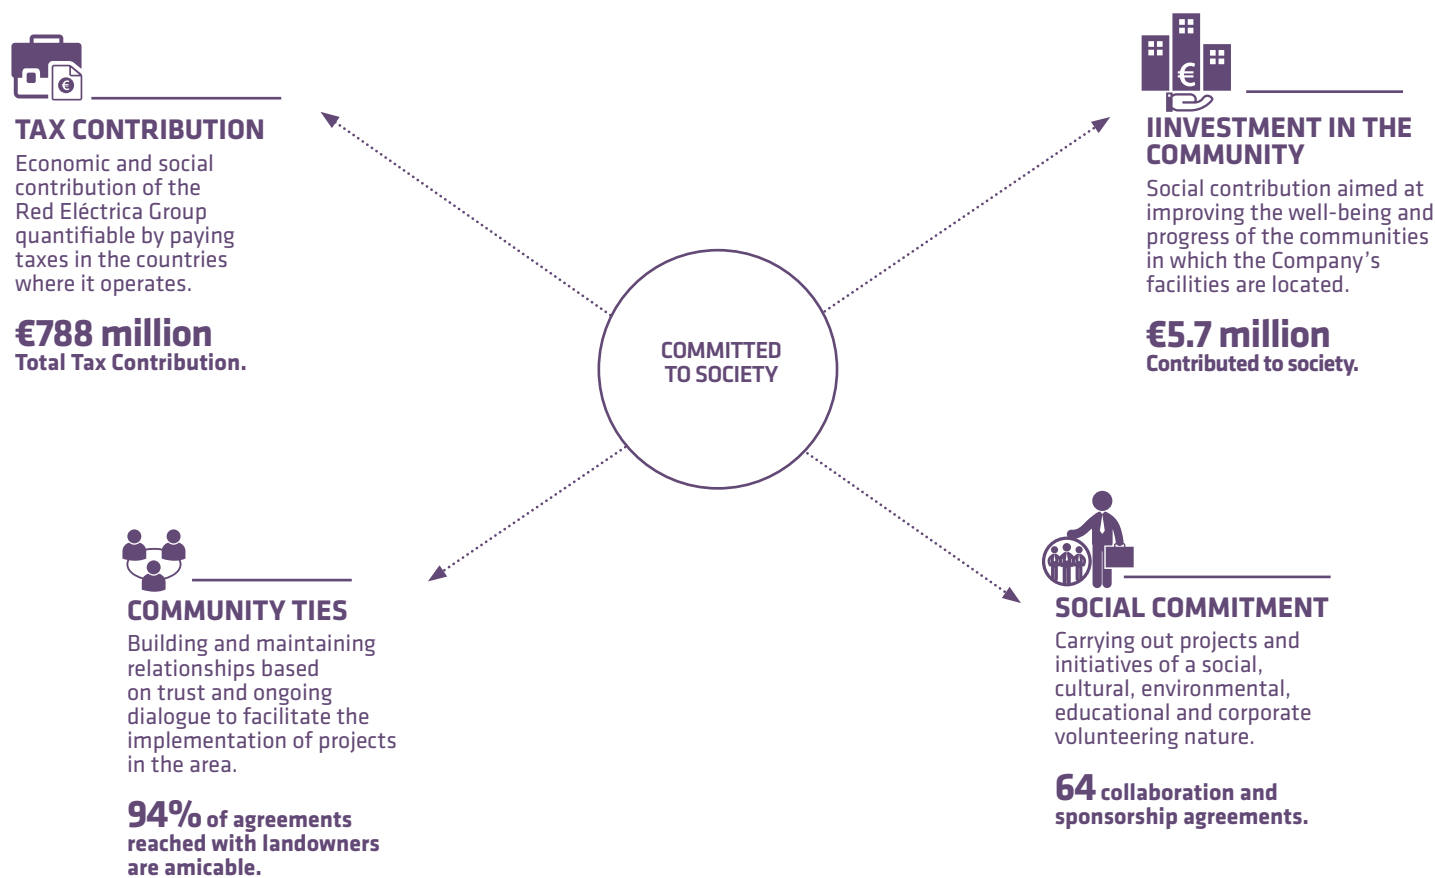 TAX CONTRIBUTION
Economic and social
contribution of the
Red Eléctrica Group
quantifiable by paying
taxes in the countries
where it operates.
€788 million
Total Tax Contribution.
€
IINVESTMENT IN THE
COMMUNITY
Social contribution aimed at
improving the well-being and
progress of the communities
in which the Company's
facilities are located.
€5.7 million
Contributed to society.
€
COMMITTED
TO SOCIETY
COMMUNITY TIES
Building and maintaining
relationships based
on trust and ongoing
dialogue to facilitate the
implementation of projects
in the area.
94% of agreements
reached with landowners
are amicable.
SOCIAL COMMITMENT
Carrying out projects and
initiatives of a social,
cultural, environmental,
educational and corporate
volunteering nature.
64 collaboration and
sponsorship agreements.